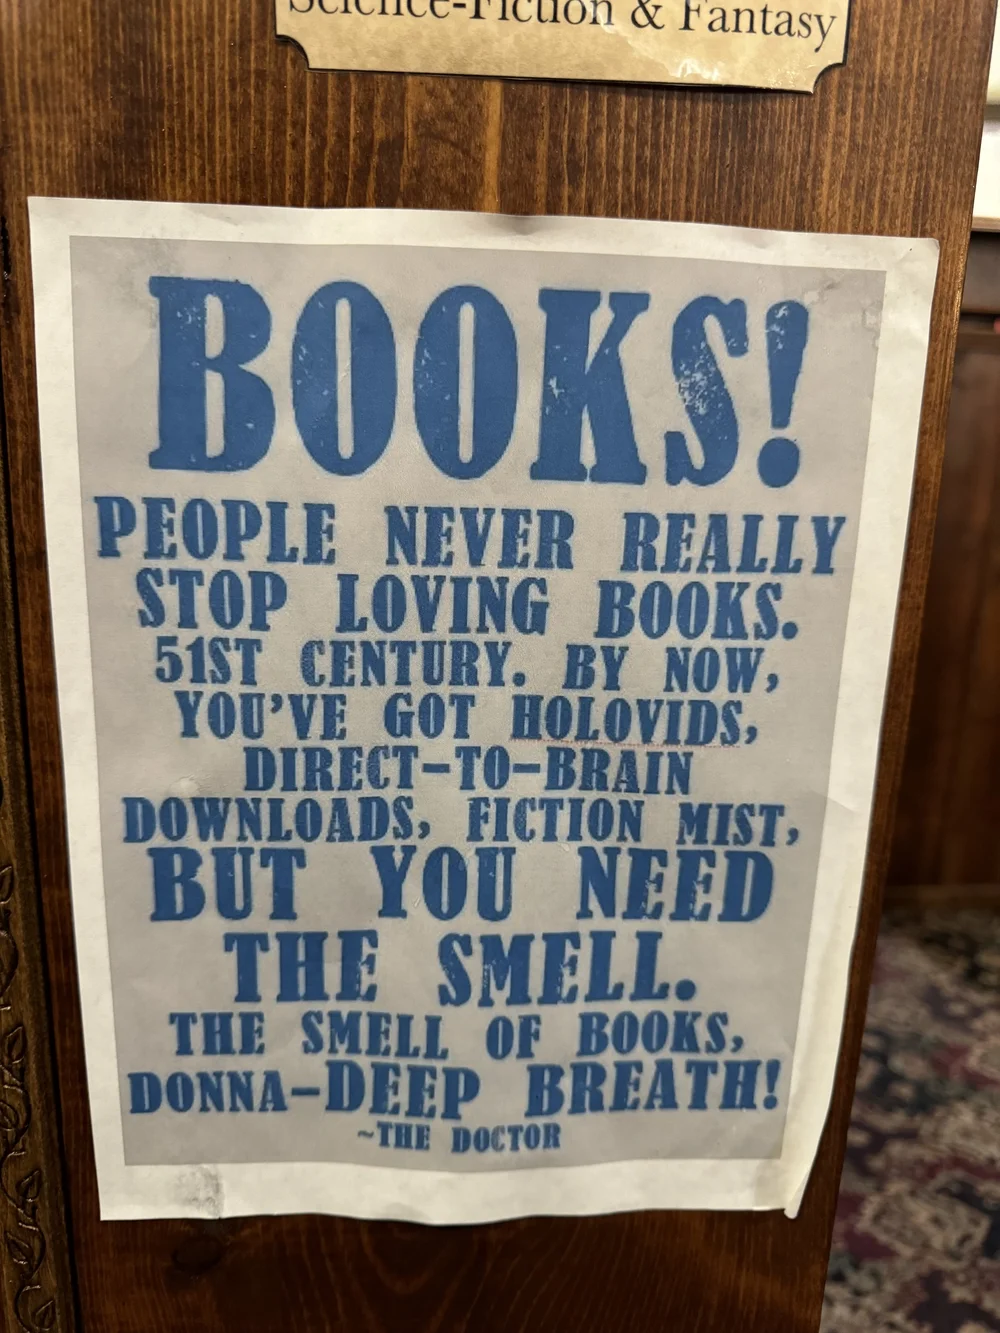 Science-Fiction & Fantasy
BOOKS!
PEOPLE NEVER REALLY
STOP LOVING BOOKS.
51ST CENTURY. BY NOW,
YOU'VE GOT HOLOVIDS,
DIRECT-TO-BRAIN
DOWNLOADS, FICTION MIST,
BUT YOU NEED
THE SMELL.
THE SMELL OF BOOKS,
DONNA-DEEP BREATH!
~THE DOCTOR